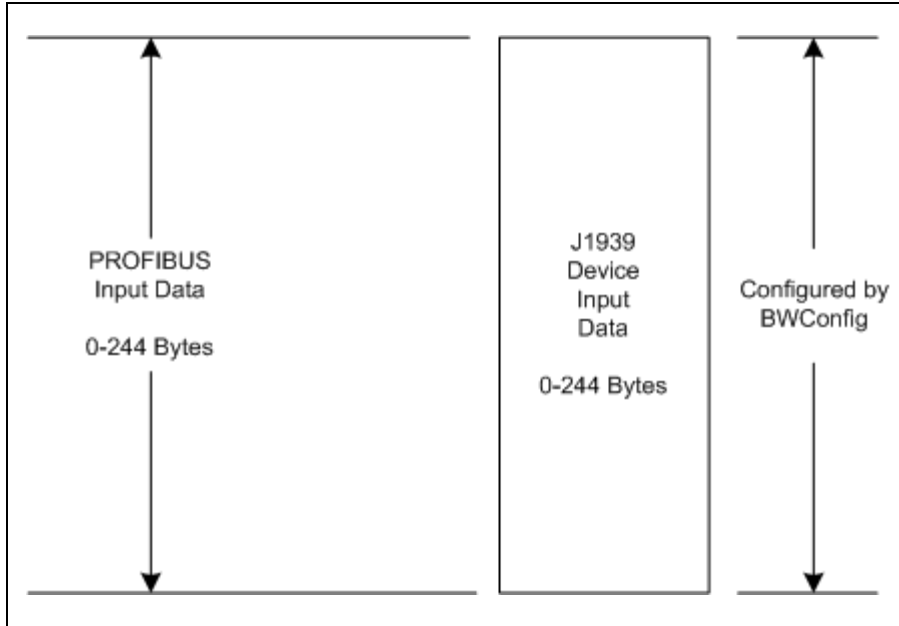 PROFIBUS
Input Data
0-244 Bytes
J1939
Device
Input
Data
0-244 Bytes
Configured by
BWConfig